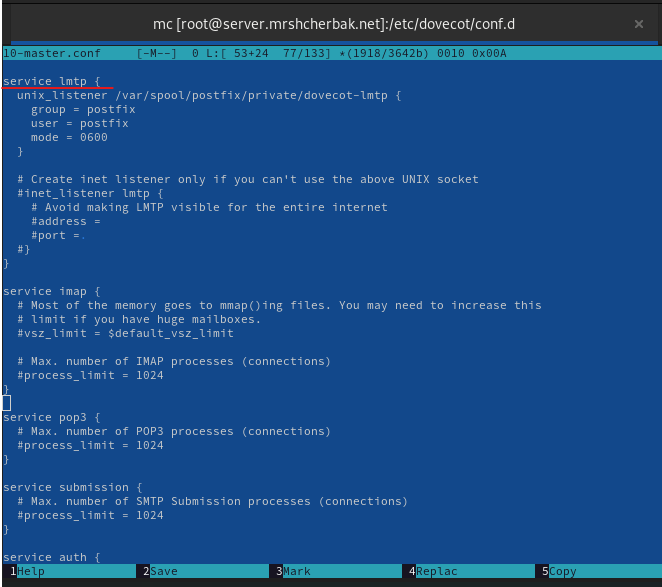 mc [root@server.mrshcherbak.net]:/etc/dovecot/conf.d
×
10-master.conf [-M--] 0 L:[ 53+24 77/133] *(1918/3642b) 0010 0x00A
service lmtp {
unix_listener /var/spool/postfix/private/dovecot-lmtp {
group = postfix
user = postfix
mode = 0600
}
# Create inet listener only if you can't use the above UNIX socket
#inet_listener lmtp {
# Avoid making LMTP visible for the entire internet
#address =
#port =.
#}
}
service imap {
# Most of the memory goes to mmap()ing files. You may need to increase this
# limit if you have huge mailboxes.
#vsz_limit = $default_vsz_limit
# Max. number of IMAP processes (connections)
#process_limit = 1024
}
service pop3 {
# Max. number of POP3 processes (connections)
#process_limit = 1024
}
service submission {
# Max. number of SMTP Submission processes (connections)
#process_limit = 1024
}
service auth {
1Help 2Save 3Mark 4Replac 5Copy